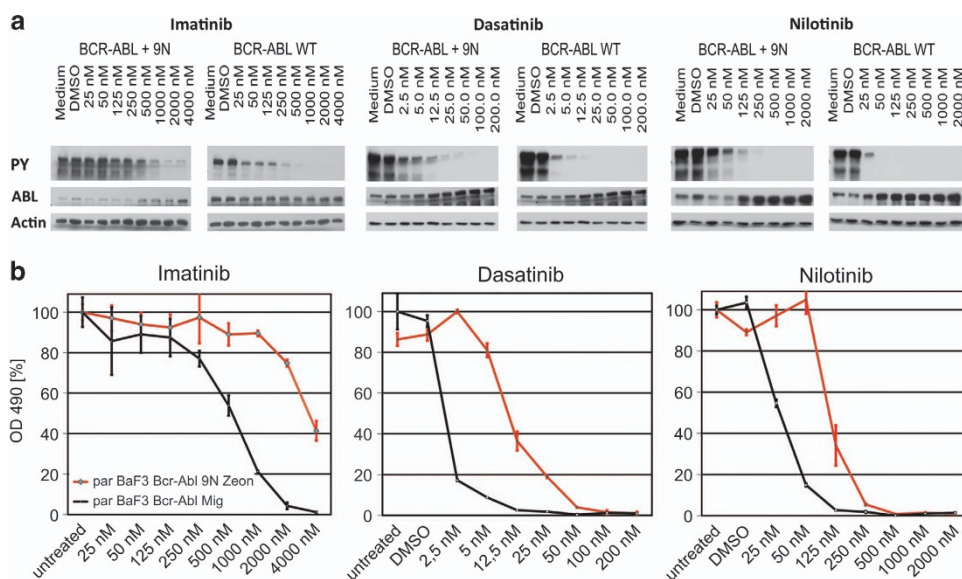 a
Imatinib Dasatinib Nilotinib
BCR-ABL + 9N BCR-ABL WT BCR-ABL + 9N BCR-ABL WT BCR-ABL + 9N BCR-ABL WT
Medium DMSO 25 nM 50 nM 125 nM 250 nM 500 nM 1000 nM 2000 nM 4000 nM Medium DMSO 25 nM 50 nM 125 nM 250 nM 500 nM 1000 nM 2000 nM 4000 nM Medium DMSO 2.5 nM 5.0 nM 12.5 nM 25.0 nM 50.0 nM 100.0 nM 200.0 nM Medium DMSO 2.5 nM 5.0 nM 12.5 nM 25.0 nM 50.0 nM 100.0 nM 200.0 nM Medium DMSO 25 nM 50 nM 125 nM 250 nM 500 nM 1000 nM 2000 nM Medium DMSO 25 nM 50 nM 125 nM 250 nM 500 nM 1000 nM 2000 nM
PY
ABL
Actin
b
Imatinib Dasatinib Nilotinib
OD 490 [%]
100 100 100
80 80 80
60 60 60
40 40 40
20 20 20
0 0 0
par BaF3 Bcr-Abl 9N Zeon
par BaF3 Bcr-Abl Mig
untreated 25 nM 50 nM 125 nM 250 nM 500 nM 1000 nM 2000 nM 4000 nM untreated DMSO 2,5 nM 5 nM 12,5 nM 25 nM 50 nM 100 nM 200 nM untreated DMSO 25 nM 50 nM 125 nM 250 nM 500 nM 1000 nM 2000 nM